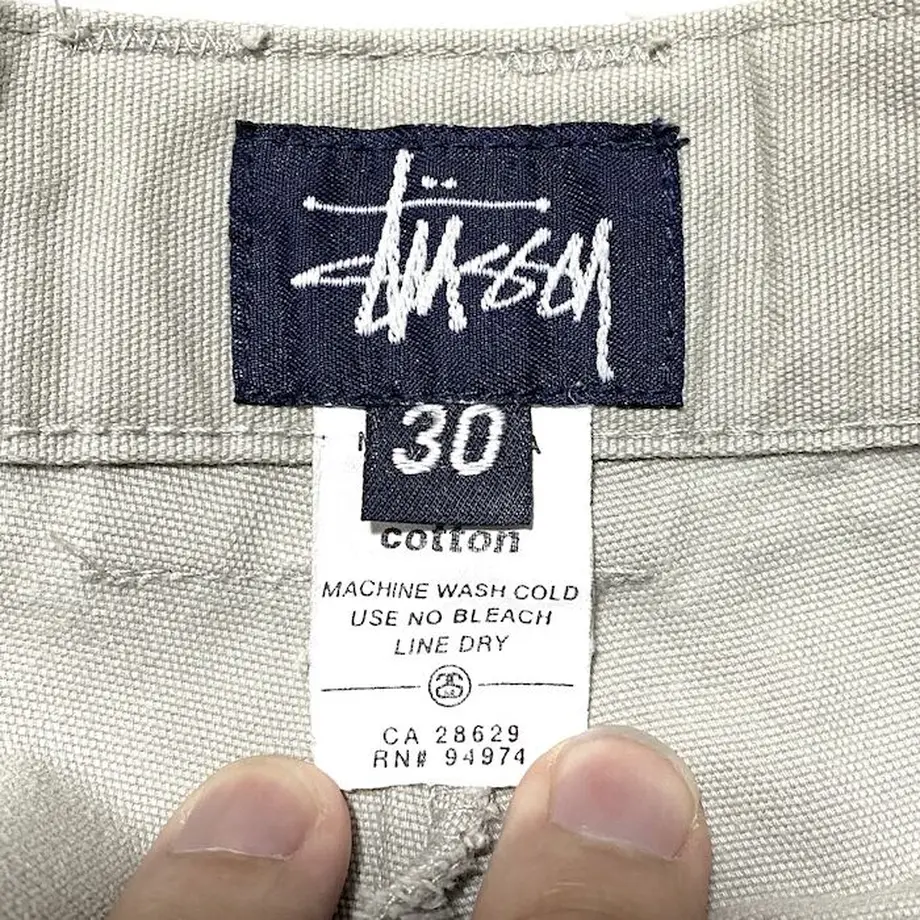 Stüssy
30
cotton
MACHINE WASH COLD
USE NO BLEACH
LINE DRY
CA 28629
RN# 94974